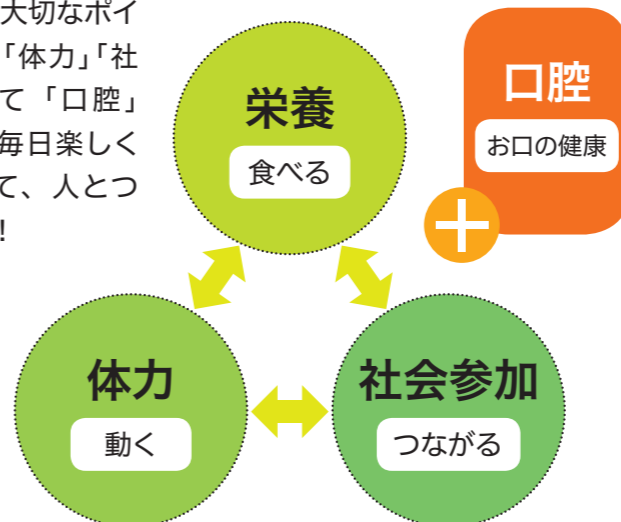 大切なポイ
「体力」「社
て「口腔」
毎日楽しく
て、人とつ
!
栄養
食べる
口腔
お口の健康
+
体力
動く
社会参加
つながる